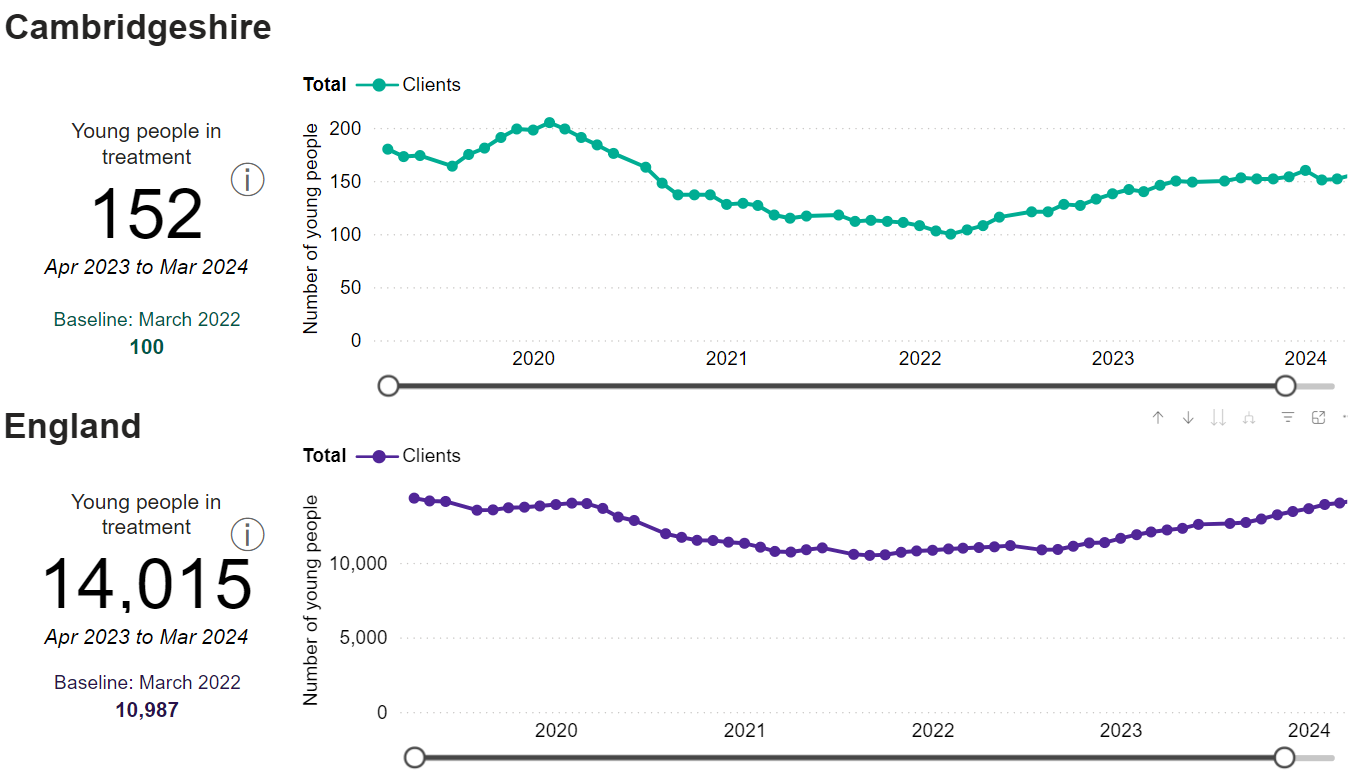 Cambridgeshire
Total Clients
Young people in
treatment
152
Apr 2023 to Mar 2024
Baseline: March 2022
100
Number of young people
200
150
100
50
0
2020 2021 2022 2023 2024
England
Total Clients
Young people in
treatment
14,015
Apr 2023 to Mar 2024
Baseline: March 2022
10,987
Number of young people
10,000
5,000
0
2020 2021 2022 2023 2024